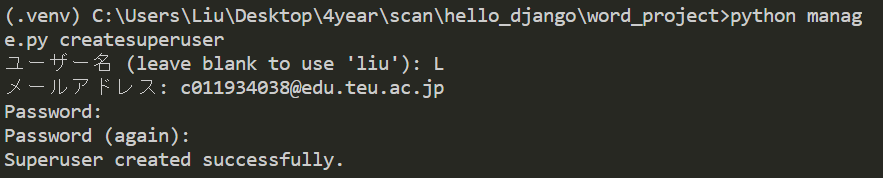 (.venv) C:\Users\Liu\Desktop\4year\scan\hello_django\word_project>python manag
e.py createsuperuser
ユーザー名 (leave blank to use 'liu'): L
メールアドレス: c011934038@edu.teu.ac.jp
Password:
Password (again):
Superuser created successfully.